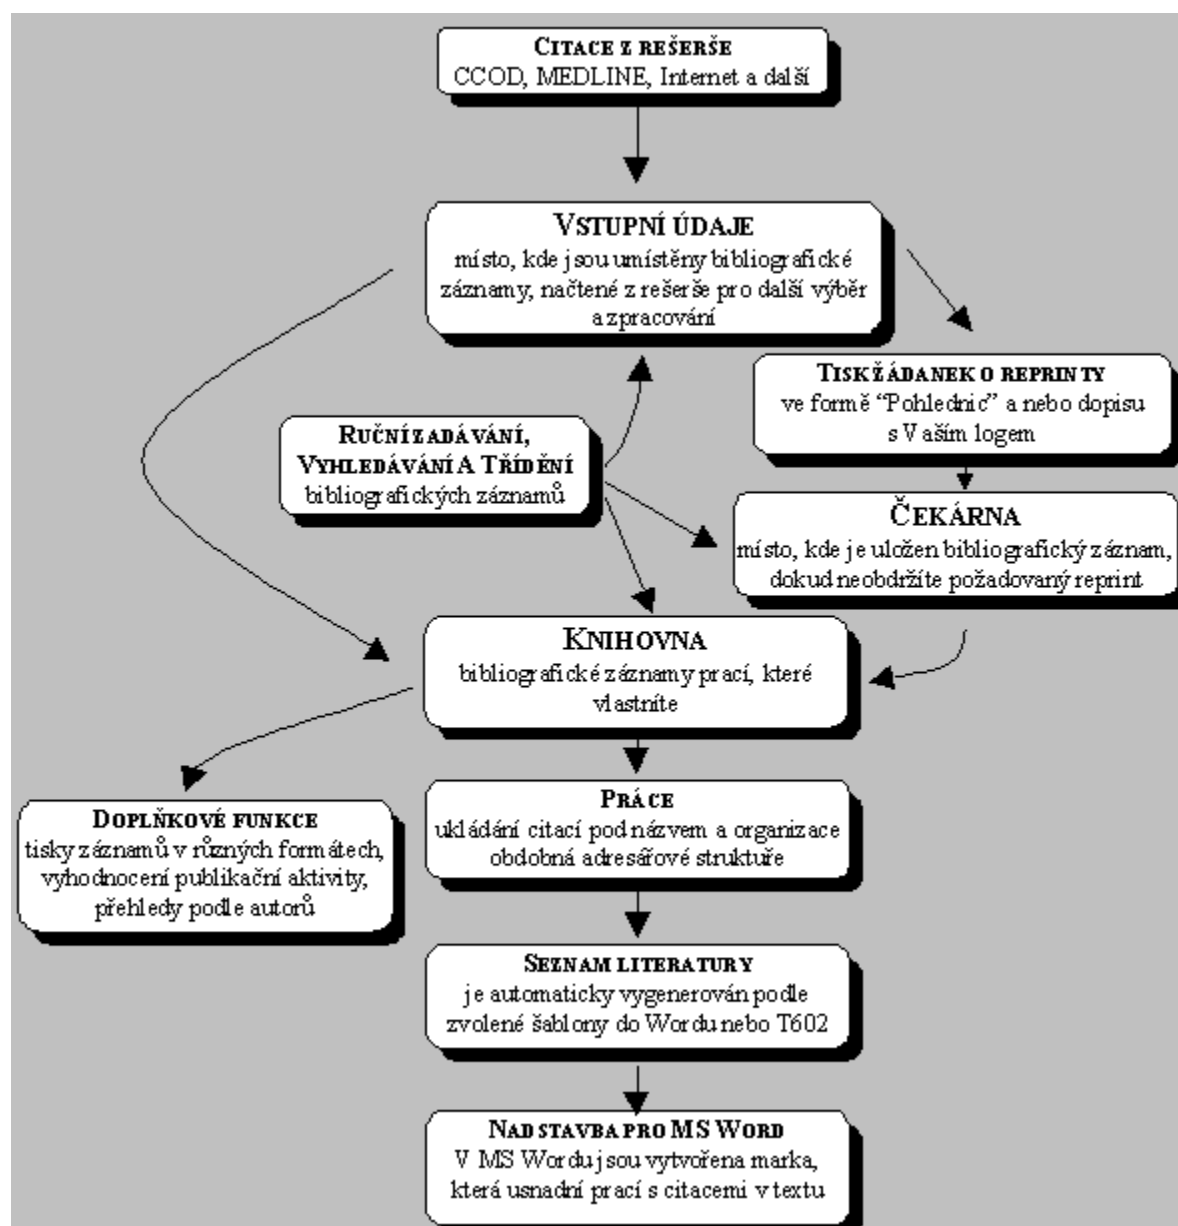 CITACE Z REŠERŠE
CCOD, MEDLINE, Internet a další
VSTUPNÍ ÚDAJE
místo, kde jsou umístěny bibliografické
záznamy, načtené z rešerše pro další výběr
a zpracování
TISK ŽÁDANEK O REPRINTY
ve formě “Pohlednic” a nebo dopisu
s Vaším logem
RUČNÍ ZADÁVÁNÍ,
VYHLEDÁVÁNÍ A TŘÍDĚNÍ
bibliografických záznamů
ČEKÁRNA
místo, kde je uložen bibliografický záznam,
dokud neobdržíte požadovaný reprint
KNIHOVNA
bibliografické záznamy prací, které
vlastníte
DOPLŇKOVÉ FUNKCE
tisky záznamů v různých formátech,
vyhodnocení publikační aktivity,
přehledy podle autorů
PRÁCE
ukládání citací pod názvem a organizace
obdobná adresářové struktuře
SEZNAM LITERATURY
je automaticky vygenerován podle
zvolené šablony do Wordu nebo T602
NADSTAVBA PRO MS WORD
V MS Wordu jsou vytvořena marka,
která usnadní prací s citacemi v textu